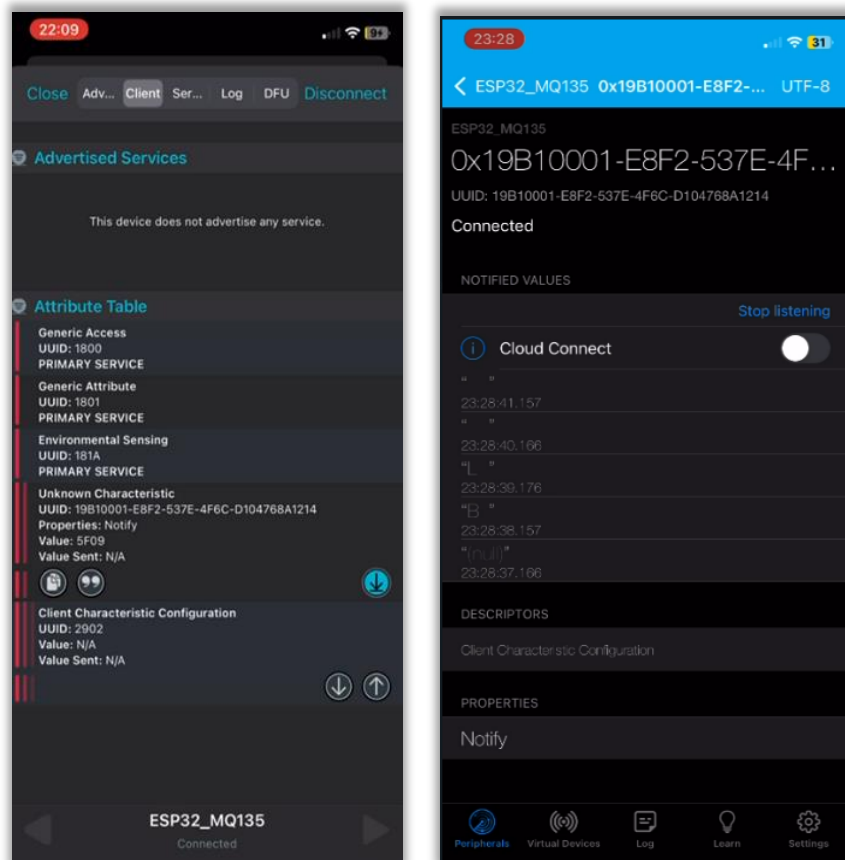 22:09
9+
Close Adv... Client Ser... Log DFU Disconnect
Advertised Services
This device does not advertise any service.
Attribute Table
Generic Access
UUID: 1800
PRIMARY SERVICE
Generic Attribute
UUID: 1801
PRIMARY SERVICE
Environmental Sensing
UUID: 181A
PRIMARY SERVICE
Unknown Characteristic
UUID: 19B10001-E8F2-537E-4F6C-D104768A1214
Properties: Notify
Value: 5F09
Value Sent: N/A
Client Characteristic Configuration
UUID: 2902
Value: N/A
Value Sent: N/A
ESP32_MQ135
Connected
23:28
31
ESP32_MQ135 0x19B10001-E8F2-... UTF-8
ESP32_MQ135
0x19B10001-E8F2-537E-4F...
UUID: 19B10001-E8F2-537E-4F6C-D104768A1214
Connected
NOTIFIED VALUES
Stop listening
Cloud Connect
“ ”
23:28:41.157
“ ”
23:28:40.166
“L ”
23:28:39.176
“B ”
23:28:38.157
“(null)”
23:28:37.166
DESCRIPTORS
Client Characteristic Configuration
PROPERTIES
Notify
Peripherals Virtual Devices Log Learn Settings